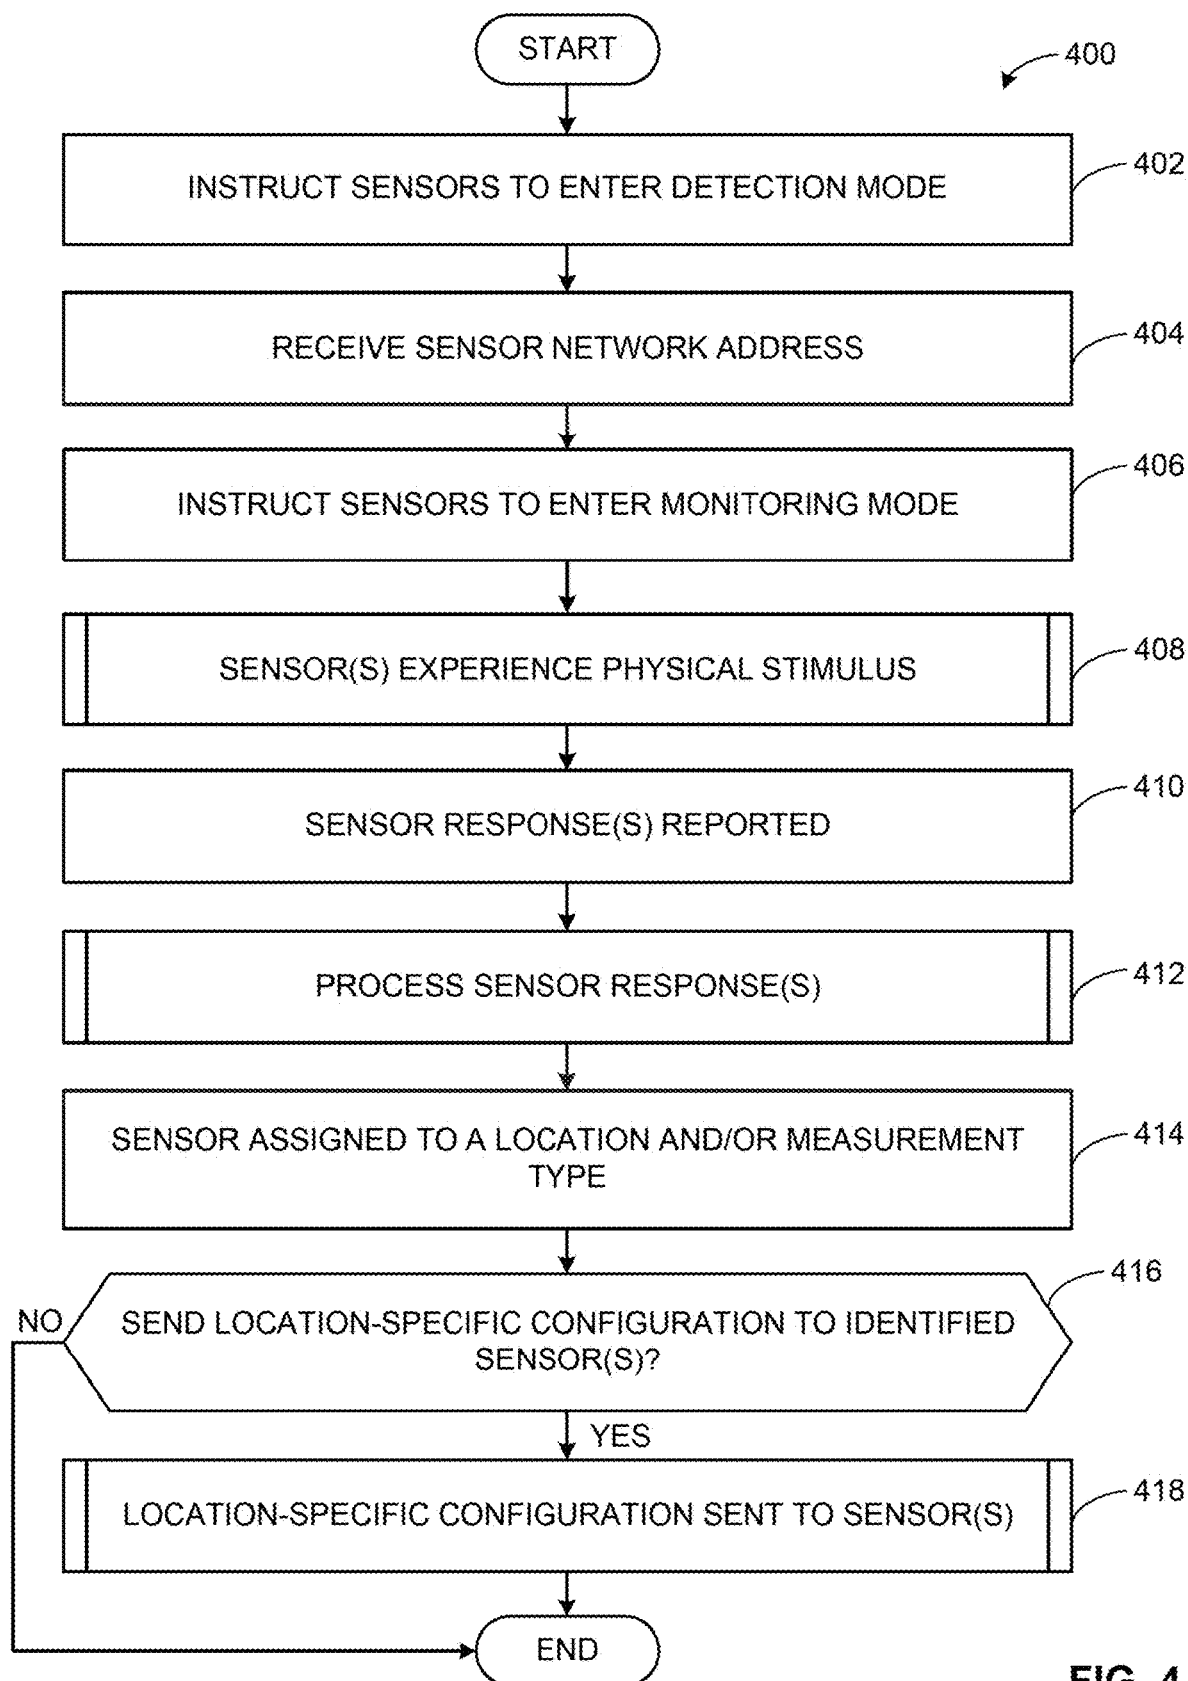 START
400
INSTRUCT SENSORS TO ENTER DETECTION MODE
402
RECEIVE SENSOR NETWORK ADDRESS
404
INSTRUCT SENSORS TO ENTER MONITORING MODE
406
SENSOR(S) EXPERIENCE PHYSICAL STIMULUS
408
SENSOR RESPONSE(S) REPORTED
410
PROCESS SENSOR RESPONSE(S)
412
SENSOR ASSIGNED TO A LOCATION AND/OR MEASUREMENT
TYPE
414
SEND LOCATION-SPECIFIC CONFIGURATION TO IDENTIFIED
SENSOR(S)?
416
NO
YES
LOCATION-SPECIFIC CONFIGURATION SENT TO SENSOR(S)
418
END
FIG. 4